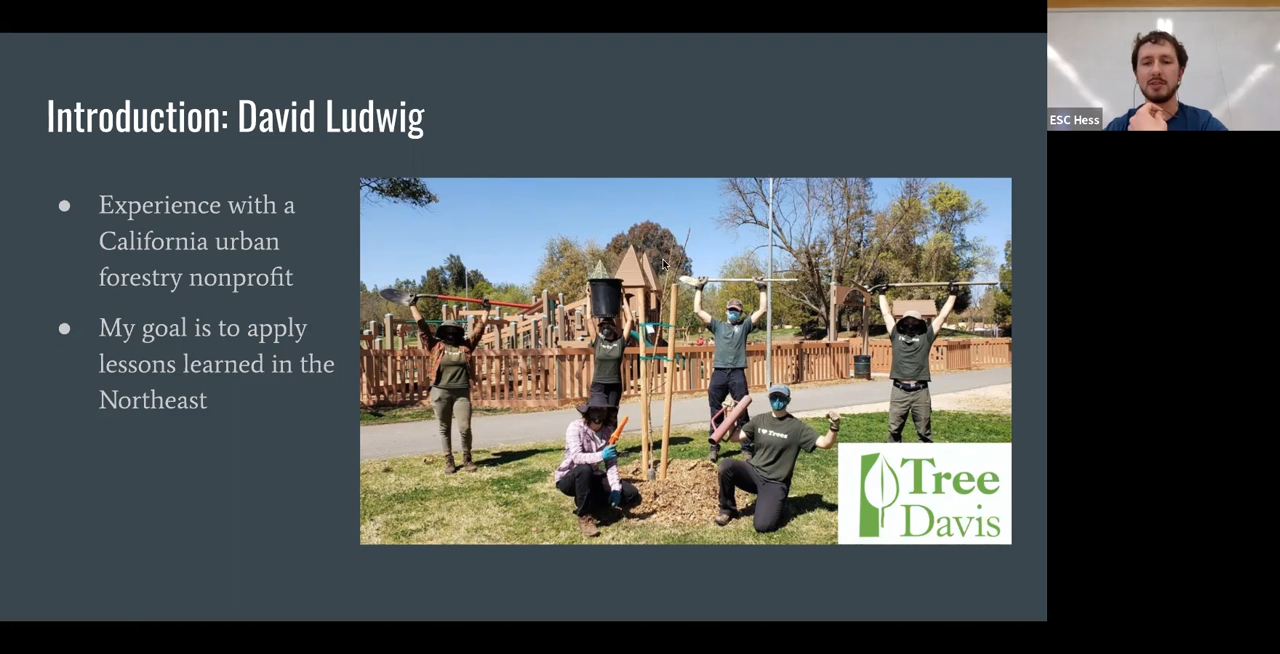 Introduction: David Ludwig
● Experience with a
California urban
forestry nonprofit
● My goal is to apply
lessons learned in the
Northeast
I ❤ Trees
Tree
Davis
ESC Hess